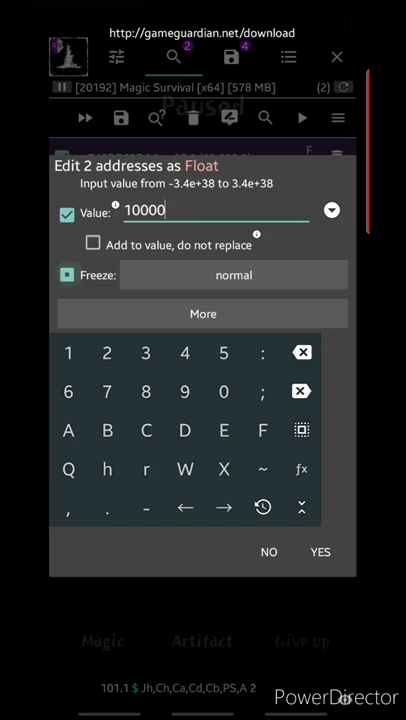 http://gameguardian.net/download
2
4
[20192] Magic Survival [x64] [578 MB]
(2)
Paused
F
Edit 2 addresses as Float
Input value from -3.4e+38 to 3.4e+38
Value:
10000
Add to value, do not replace
Freeze:
normal
More
1 2 3 4 5 :
6 7 8 9 0 ;
A B C D E F
Q h r W X ~ ƒx
, . - ← →
NO YES
Magic Artifact Give up
101.1 $ Jh,Ch,Ca,Cd,Cb,PS,A 2
PowerDirector